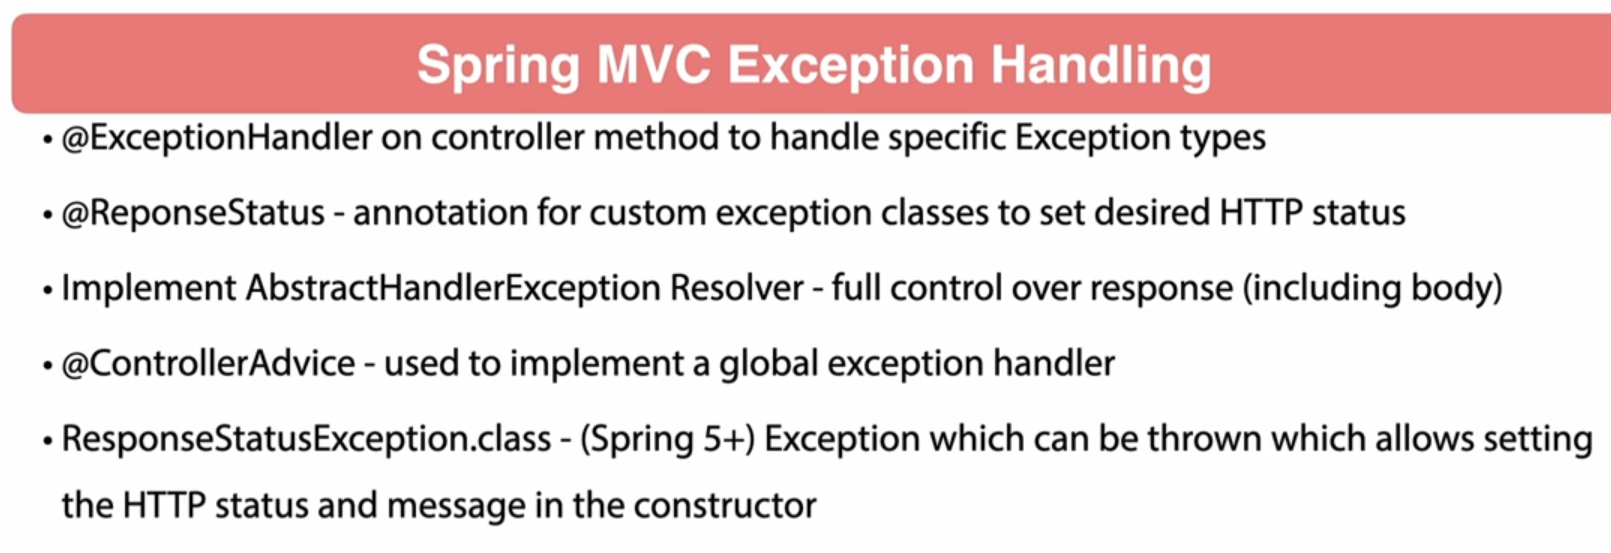 Spring MVC Exception Handling
• @ExceptionHandler on controller method to handle specific Exception types
• @ReponseStatus - annotation for custom exception classes to set desired HTTP status
• Implement AbstractHandlerException Resolver - full control over response (including body)
• @ControllerAdvice - used to implement a global exception handler
• ResponseStatusException.class - (Spring 5+) Exception which can be thrown which allows setting
the HTTP status and message in the constructor